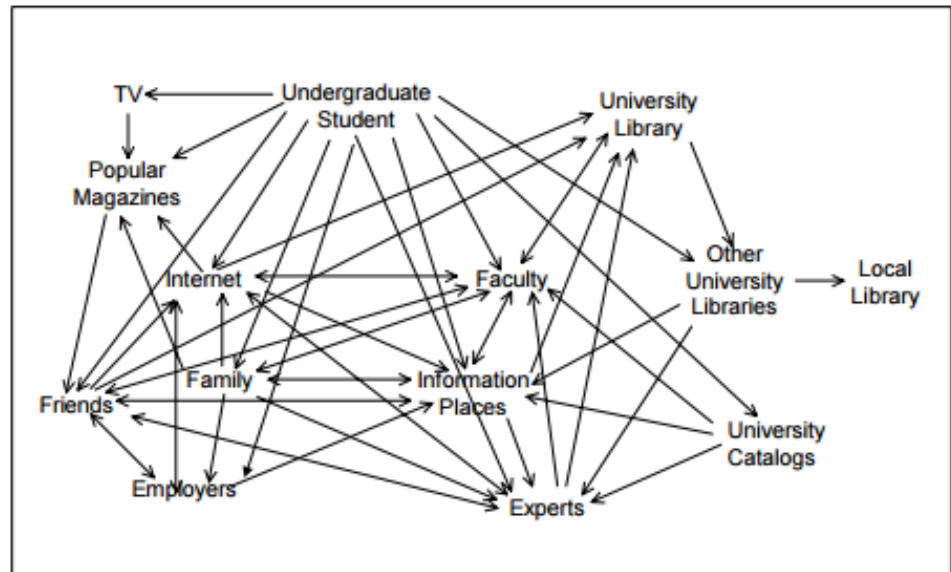 TV
Undergraduate
Student
University
Library
Popular
Magazines
Internet
Faculty
Other
University
Libraries
Local
Library
Friends
Family
Information
Places
University
Catalogs
Employers
Experts